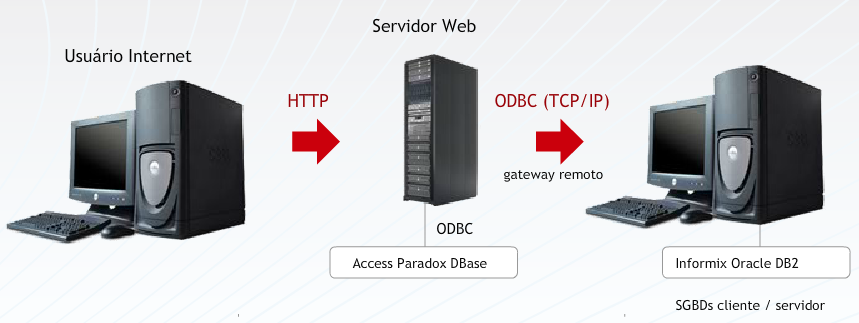 Servidor Web
Usuário Internet
HTTP
ODBC (TCP/IP)
gateway remoto
ODBC
Access Paradox DBase
Informix Oracle DB2
SGBDs cliente / servidor